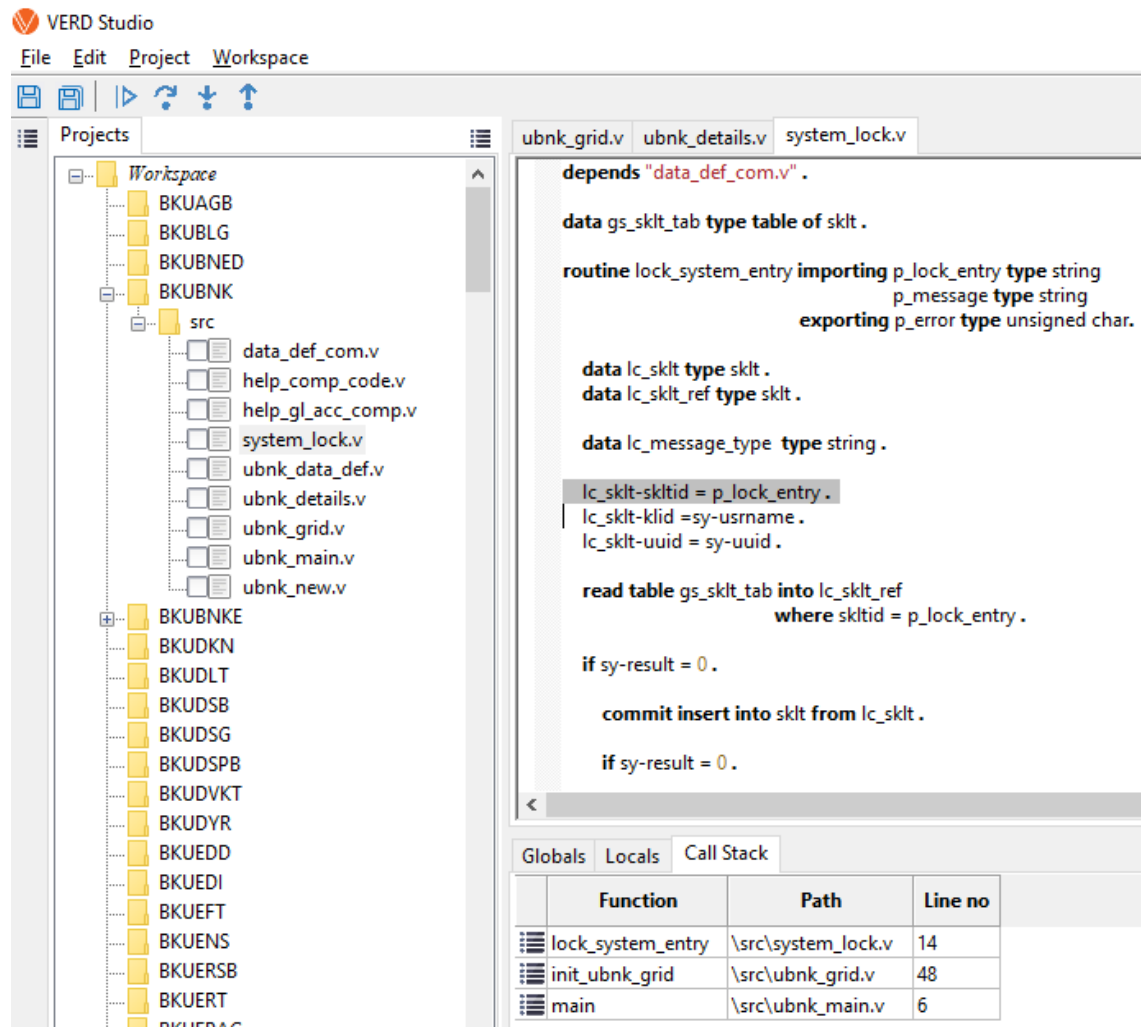 VERD Studio
File Edit Project Workspace
Projects
Workspace
BKUAGB
BKUBLG
BKUBNED
BKUBNK
src
data_def_com.v
help_comp_code.v
help_gl_acc_comp.v
system_lock.v
ubnk_data_def.v
ubnk_details.v
ubnk_grid.v
ubnk_main.v
ubnk_new.v
BKUBNKE
BKUDKN
BKUDLT
BKUDSB
BKUDSG
BKUDSPB
BKUDVKT
BKUDYR
BKUEDD
BKUEDI
BKUEFT
BKUENS
BKUERSB
BKUERT
ubnk_grid.v ubnk_details.v system_lock.v
depends "data_def_com.v" .
data gs_sklt_tab type table of sklt .
routine lock_system_entry importing p_lock_entry type string
p_message type string
exporting p_error type unsigned char.
data lc_sklt type sklt .
data lc_sklt_ref type sklt .
data lc_message_type type string .
lc_sklt-skltid = p_lock_entry .
lc_sklt-klid =sy-usrname .
lc_sklt-uuid = sy-uuid .
read table gs_sklt_tab into lc_sklt_ref
where skltid = p_lock_entry .
if sy-result = 0 .
commit insert into sklt from lc_sklt .
if sy-result = 0 .
Globals Locals Call Stack
Function Path Line no
lock_system_entry \src\system_lock.v 14
init_ubnk_grid \src\ubnk_grid.v 48
main \src\ubnk_main.v 6